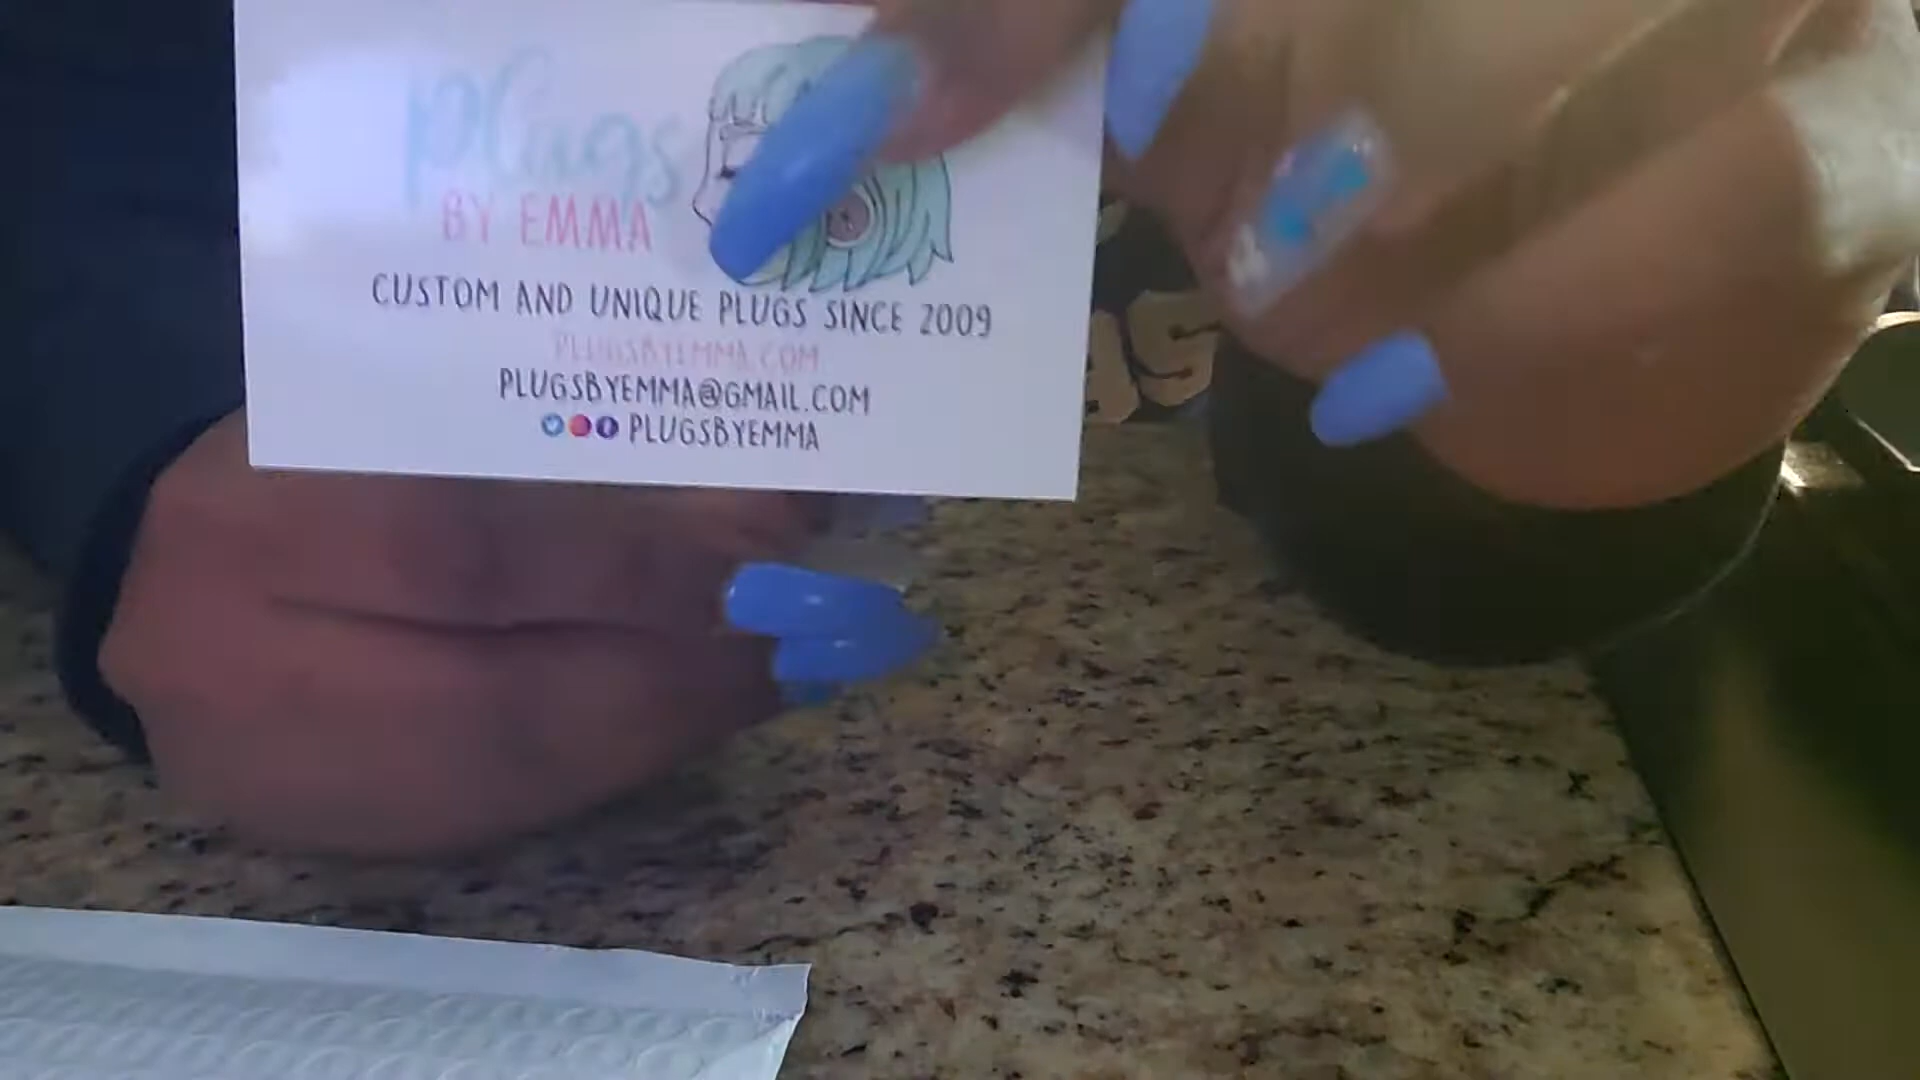 plugs
BY EMMA
CUSTOM AND UNIQUE PLUGS SINCE 2009
PLUGSBYEMMA.COM
PLUGSBYEMMA@GMAIL.COM
PLUGSBYEMMA